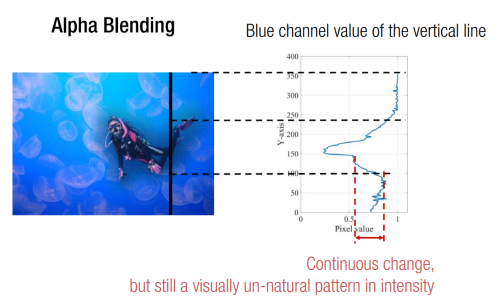 Alpha Blending
Blue channel value of the vertical line
400
350
300
250
200
150
100
50
0
Y-axis
0
0.5
1
Pixel value
Continuous change,
but still a visually un-natural pattern in intensity